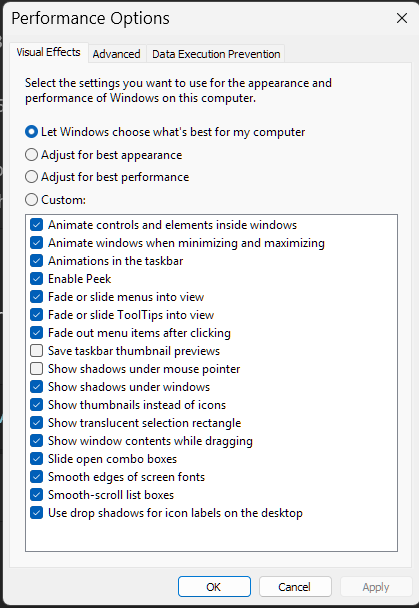 Performance Options
Visual Effects Advanced Data Execution Prevention
Select the settings you want to use for the appearance and
performance of Windows on this computer.
Let Windows choose what's best for my computer
Adjust for best appearance
Adjust for best performance
Custom:
Animate controls and elements inside windows
Animate windows when minimizing and maximizing
Animations in the taskbar
Enable Peek
Fade or slide menus into view
Fade or slide ToolTips into view
Fade out menu items after clicking
Save taskbar thumbnail previews
Show shadows under mouse pointer
Show shadows under windows
Show thumbnails instead of icons
Show translucent selection rectangle
Show window contents while dragging
Slide open combo boxes
Smooth edges of screen fonts
Smooth-scroll list boxes
Use drop shadows for icon labels on the desktop
OK Cancel Apply